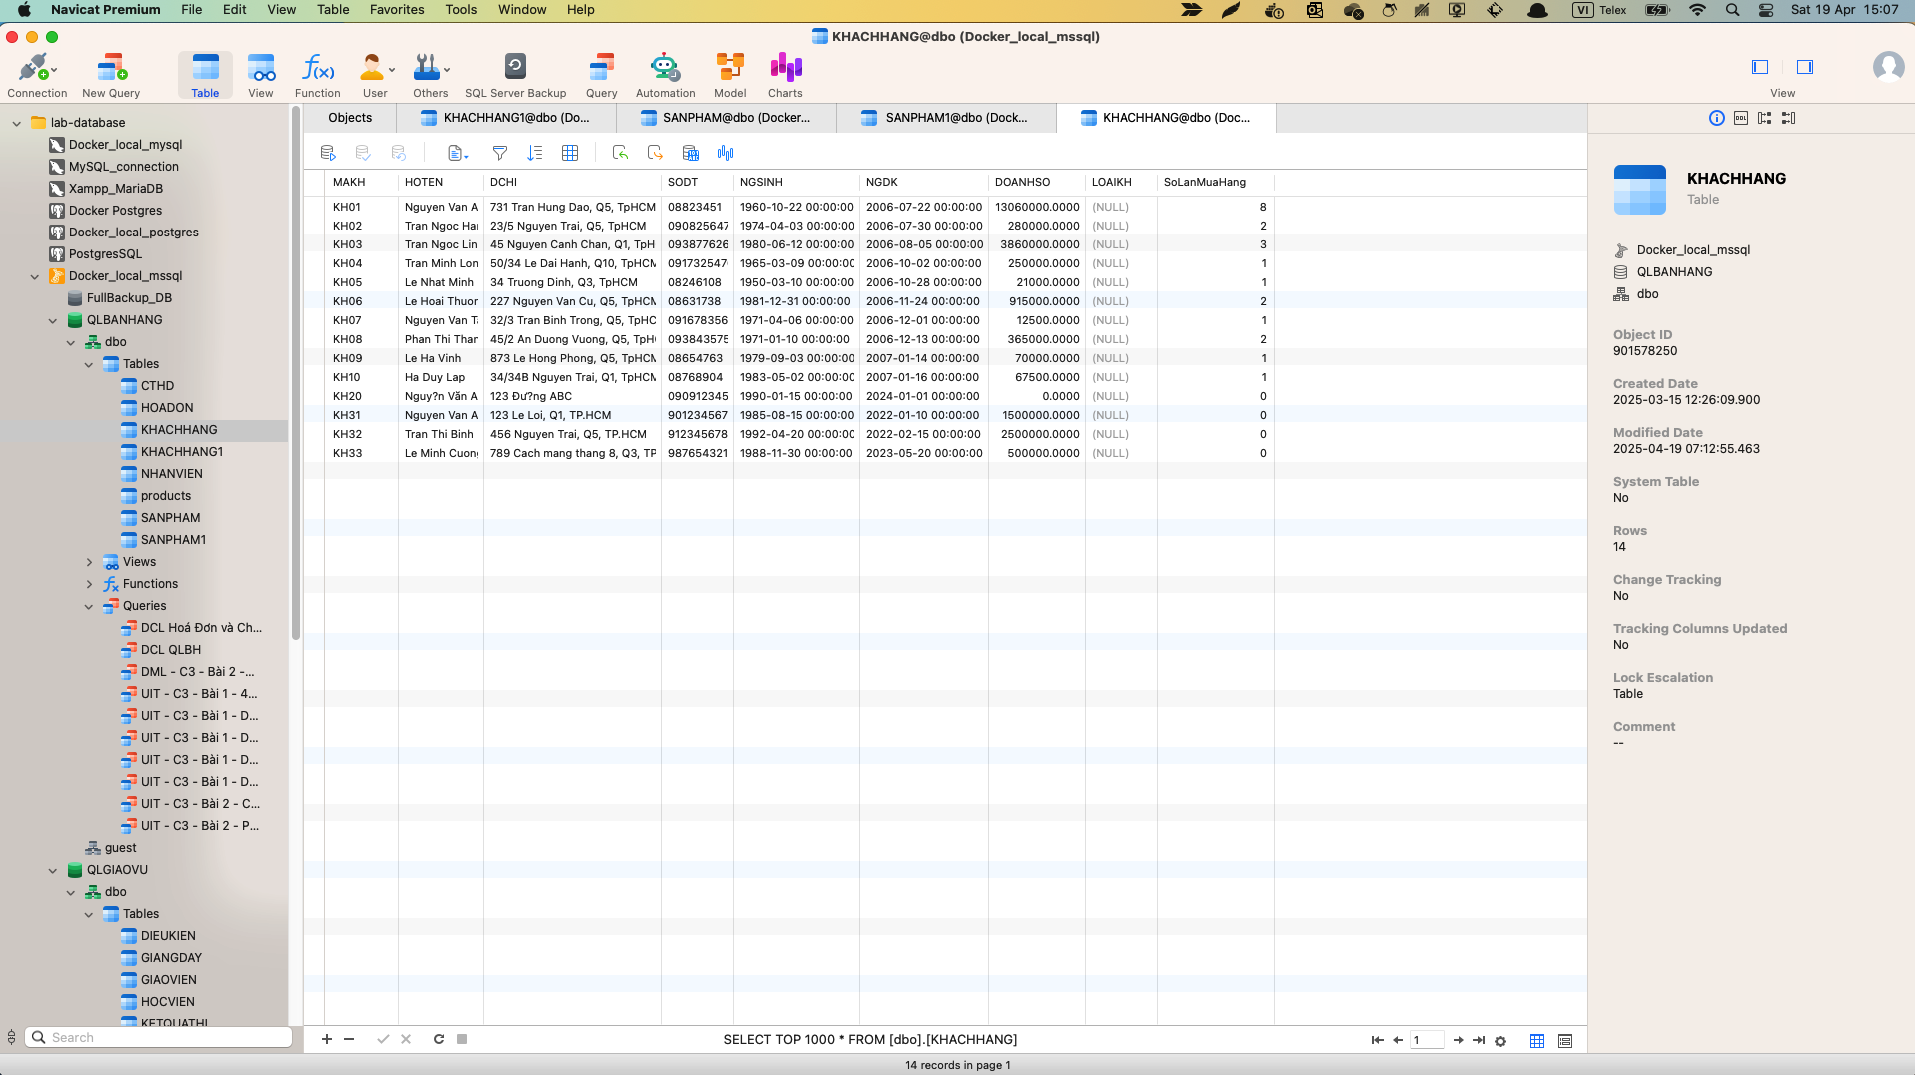 Navicat Premium File Edit View Table Favorites Tools Window Help VI Telex Sat 19 Apr 15:07
KHACHHANG@dbo (Docker_local_mssql)
Connection New Query Table View Function User Others SQL Server Backup Query Automation Model Charts View
lab-database
Docker_local_mysql
MySQL_connection
Xampp_MariaDB
Docker Postgres
Docker_local_postgres
PostgresSQL
Docker_local_mssql
FullBackup_DB
QLBANHANG
dbo
Tables
CTHD
HOADON
KHACHHANG
KHACHHANG1
NHANVIEN
products
SANPHAM
SANPHAM1
Views
Functions
Queries
DCL Hoá Đơn và Ch...
DCL QLBH
DML - C3 - Bài 2 -...
UIT - C3 - Bài 1 - 4...
UIT - C3 - Bài 1 - D...
UIT - C3 - Bài 1 - D...
UIT - C3 - Bài 1 - D...
UIT - C3 - Bài 1 - D...
UIT - C3 - Bài 2 - C...
UIT - C3 - Bài 2 - P...
guest
QLGIAOVU
dbo
Tables
DIEUKIEN
GIANGDAY
GIAOVIEN
HOCVIEN
KETQUATHI
Search
Objects KHACHHANG1@dbo (Do... SANPHAM@dbo (Docker... SANPHAM1@dbo (Dock... KHACHHANG@dbo (Doc...
MAKH HOTEN DCHI SODT NGSINH NGDK DOANHSO LOAIKH SoLanMuaHang
KH01 Nguyen Van A 731 Tran Hung Dao, Q5, TpHCM 08823451 1960-10-22 00:00:00 2006-07-22 00:00:00 13060000.0000 (NULL) 8
KH02 Tran Ngoc Han 23/5 Nguyen Trai, Q5, TpHCM 090825647 1974-04-03 00:00:00 2006-07-30 00:00:00 280000.0000 (NULL) 2
KH03 Tran Ngoc Lin 45 Nguyen Canh Chan, Q1, TpH 093877626 1980-06-12 00:00:00 2006-08-05 00:00:00 3860000.0000 (NULL) 3
KH04 Tran Minh Lon 50/34 Le Dai Hanh, Q10, TpHCM 091732547 1965-03-09 00:00:00 2006-10-02 00:00:00 250000.0000 (NULL) 1
KH05 Le Nhat Minh 34 Truong Dinh, Q3, TpHCM 08246108 1950-03-10 00:00:00 2006-10-28 00:00:00 21000.0000 (NULL) 1
KH06 Le Hoai Thuon 227 Nguyen Van Cu, Q5, TpHCM 08631738 1981-12-31 00:00:00 2006-11-24 00:00:00 915000.0000 (NULL) 2
KH07 Nguyen Van T 32/3 Tran Binh Trong, Q5, TpHC 091678356 1971-04-06 00:00:00 2006-12-01 00:00:00 12500.0000 (NULL) 1
KH08 Phan Thi Than 45/2 An Duong Vuong, Q5, TpH 093843575 1971-01-10 00:00:00 2006-12-13 00:00:00 365000.0000 (NULL) 2
KH09 Le Ha Vinh 873 Le Hong Phong, Q5, TpHCM 08654763 1979-09-03 00:00:00 2007-01-14 00:00:00 70000.0000 (NULL) 1
KH10 Ha Duy Lap 34/34B Nguyen Trai, Q1, TpHCM 08768904 1983-05-02 00:00:00 2007-01-16 00:00:00 67500.0000 (NULL) 1
KH20 Nguy?n Văn A 123 Đư?ng ABC 090912345 1990-01-15 00:00:00 2024-01-01 00:00:00 0.0000 (NULL) 0
KH31 Nguyen Van A 123 Le Loi, Q1, TP.HCM 901234567 1985-08-15 00:00:00 2022-01-10 00:00:00 1500000.0000 (NULL) 0
KH32 Tran Thi Binh 456 Nguyen Trai, Q5, TP.HCM 912345678 1992-04-20 00:00:00 2022-02-15 00:00:00 2500000.0000 (NULL) 0
KH33 Le Minh Cuong 789 Cach mang thang 8, Q3, TP 987654321 1988-11-30 00:00:00 2023-05-20 00:00:00 500000.0000 (NULL) 0
SELECT TOP 1000 * FROM [dbo].[KHACHHANG]
1
14 records in page 1
DDL
KHACHHANG
Table
Docker_local_mssql
QLBANHANG
dbo
Object ID
901578250
Created Date
2025-03-15 12:26:09.900
Modified Date
2025-04-19 07:12:55.463
System Table
No
Rows
14
Change Tracking
No
Tracking Columns Updated
No
Lock Escalation
Table
Comment
--